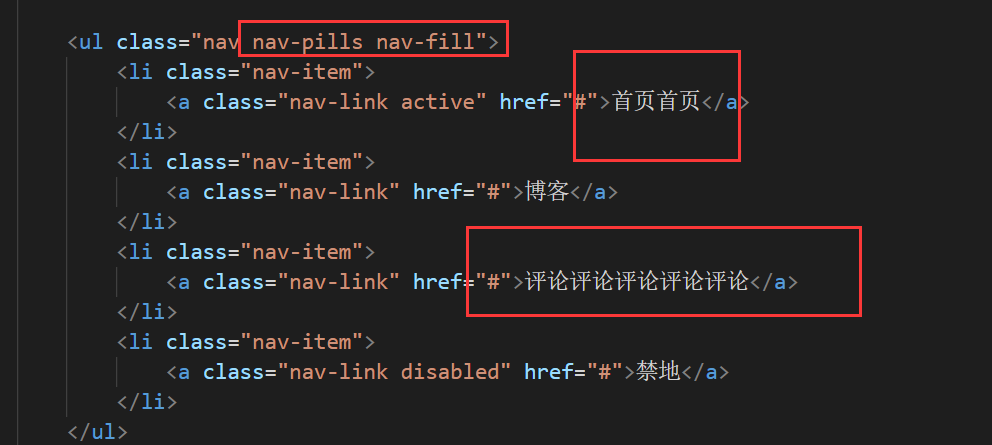 <ul class="nav nav-pills nav-fill">
<li class="nav-item">
<a class="nav-link active" href="#">首页首页</a>
</li>
<li class="nav-item">
<a class="nav-link" href="#">博客</a>
</li>
<li class="nav-item">
<a class="nav-link" href="#">评论评论评论评论评论</a>
</li>
<li class="nav-item">
<a class="nav-link disabled" href="#">禁地</a>
</li>
</ul>